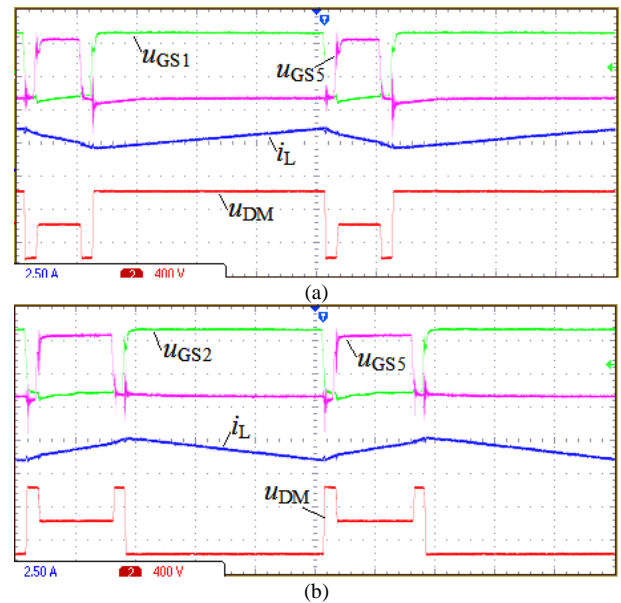 uGS1
uGS5
iL
uDM
2.50 A 2 400 V
(a)
uGS2
uGS5
iL
uDM
2.50 A 2 400 V
(b)